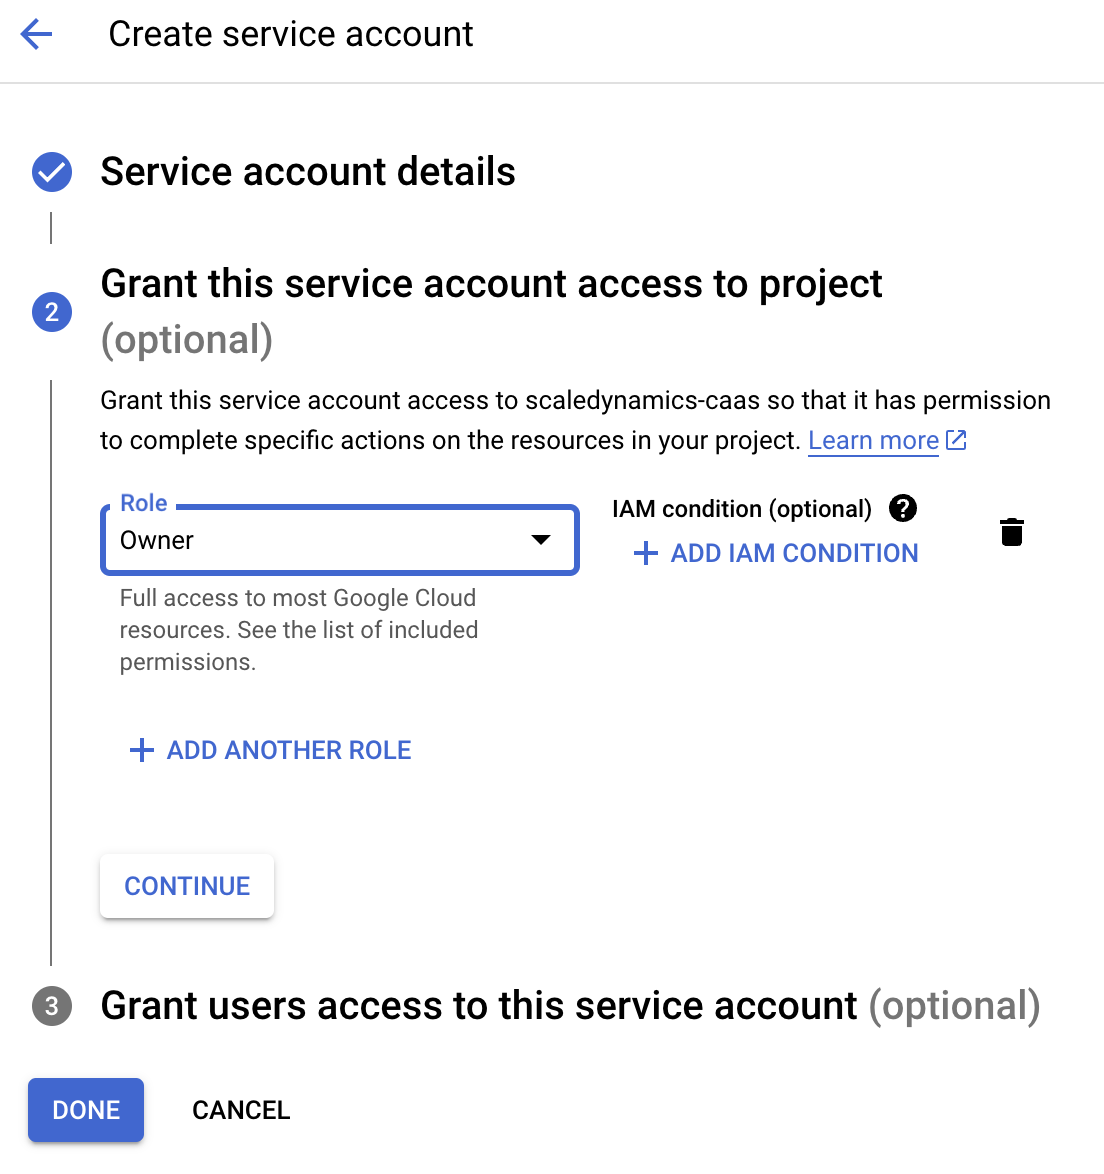 Create service account
Service account details
2
Grant this service account access to project
(optional)
Grant this service account access to scaledynamics-caas so that it has permission
to complete specific actions on the resources in your project. Learn more
Role
Owner
Full access to most Google Cloud
resources. See the list of included
permissions.
IAM condition (optional) ?
+ ADD IAM CONDITION
+ ADD ANOTHER ROLE
CONTINUE
3
Grant users access to this service account (optional)
DONE
CANCEL